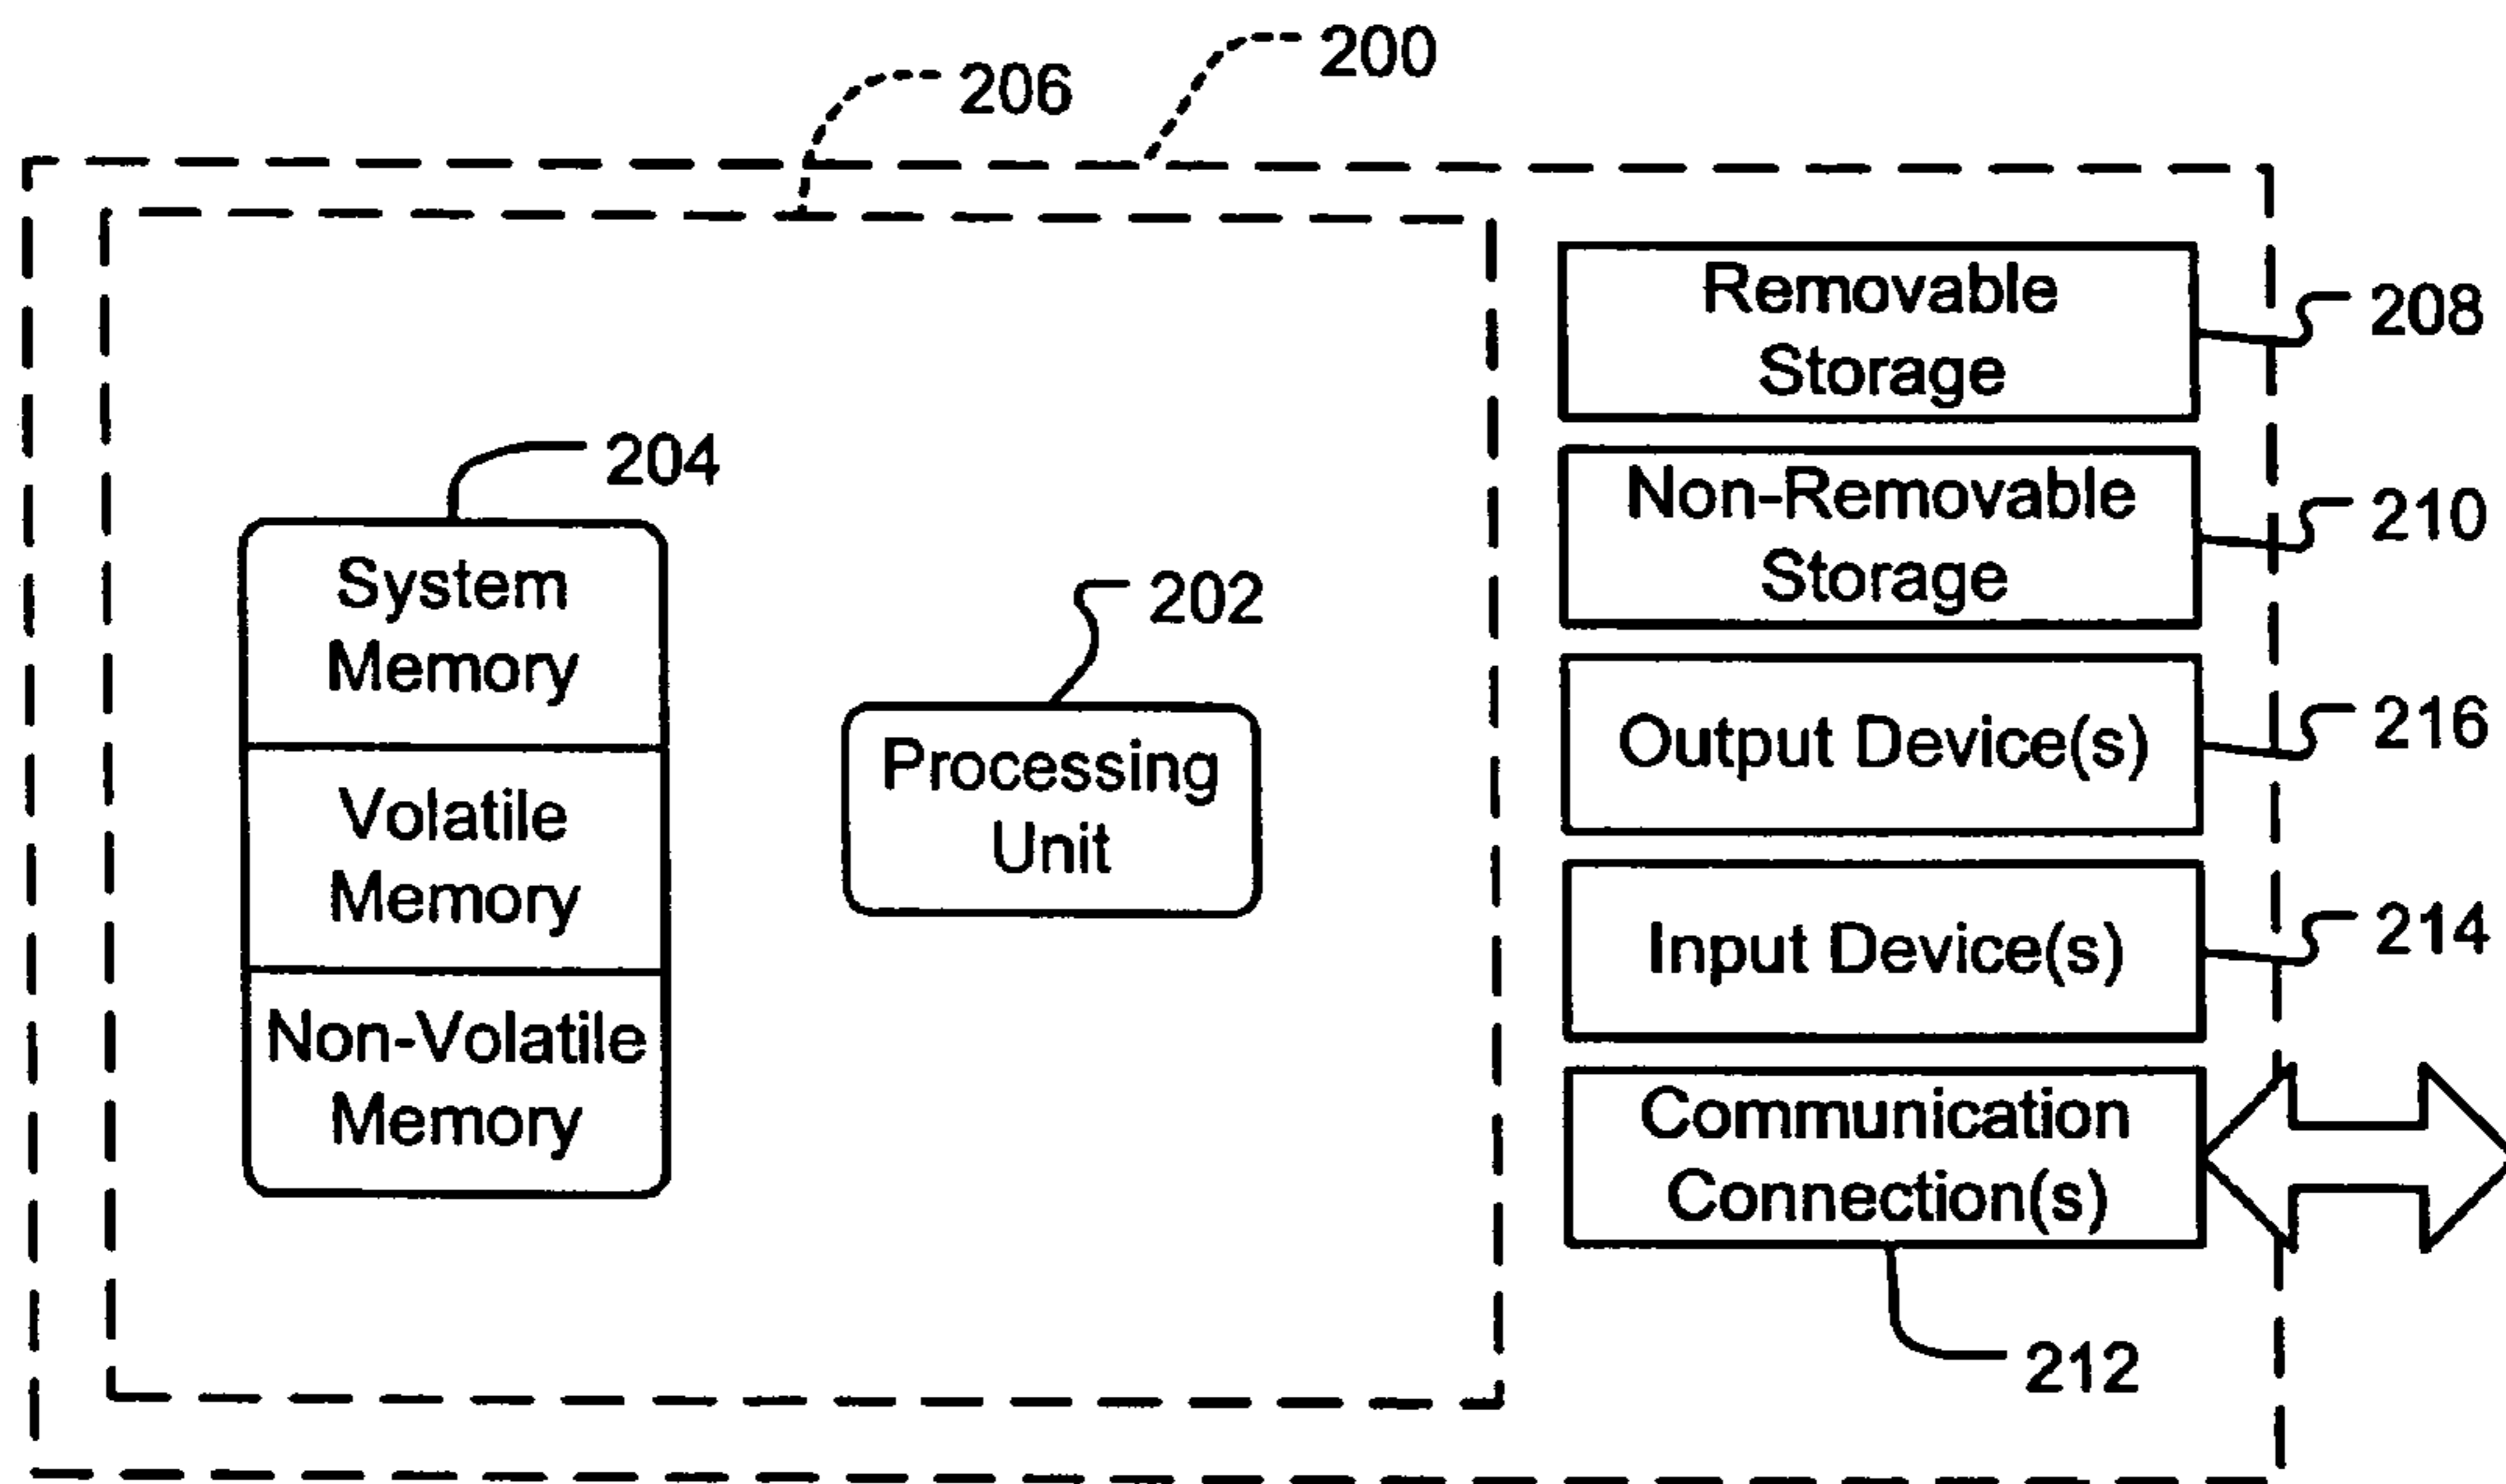 200
206
204
System
Memory
Volatile
Memory
Non-Volatile
Memory
202
Processing
Unit
Removable
Storage
208
Non-Removable
Storage
210
Output Device(s)
216
Input Device(s)
214
Communication
Connection(s)
212